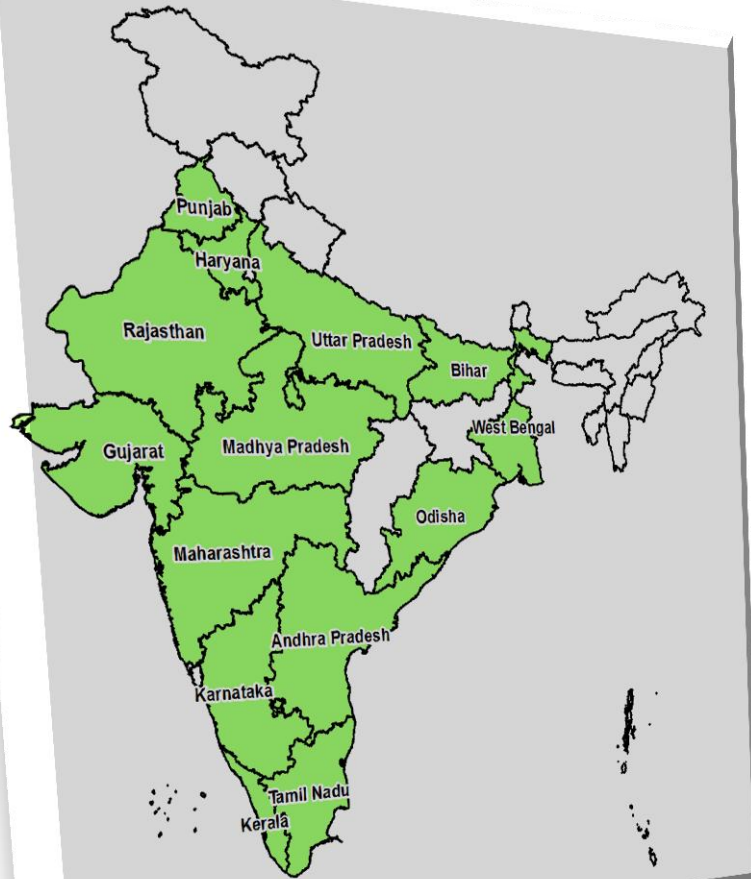 Punjab
Haryana
Rajasthan
Uttar Pradesh
Bihar
Gujarat
Madhya Pradesh
West Bengal
Odisha
Maharashtra
Andhra Pradesh
Karnataka
Tamil Nadu
Kerala